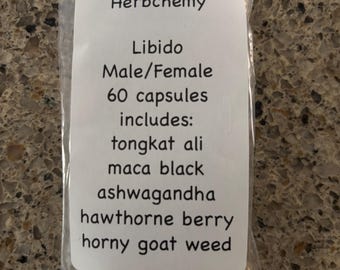 Herbchemy
Libido
Male/Female
60 capsules
includes:
tongkat ali
maca black
ashwagandha
hawthorne berry
horny goat weed